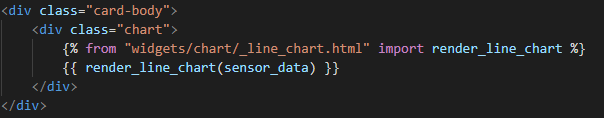 <div class="card-body">
    <div class="chart">
        {% from "widgets/chart/_line_chart.html" import render_line_chart %}
        {{ render_line_chart(sensor_data) }}
    </div>
</div>